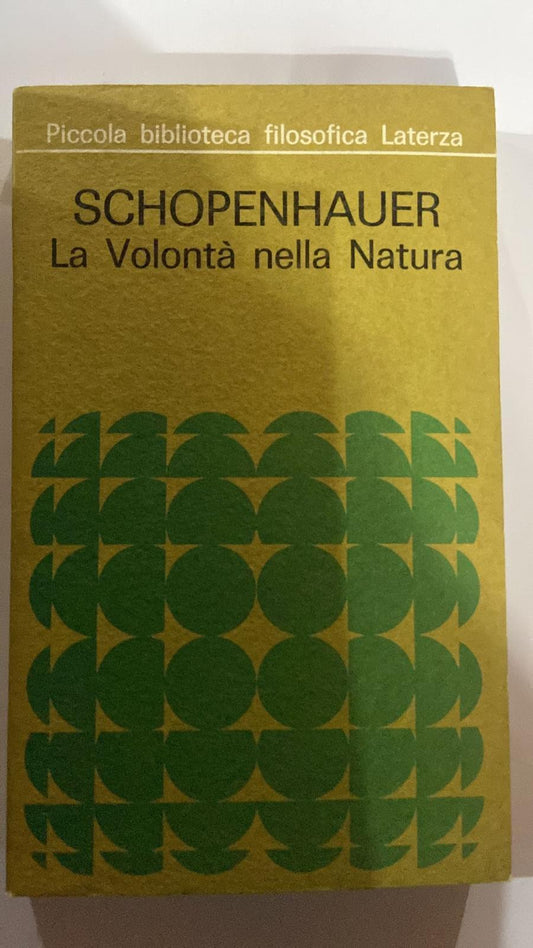 Piccola biblioteca filosofica Laterza
SCHOPENHAUER
La Volontà nella Natura